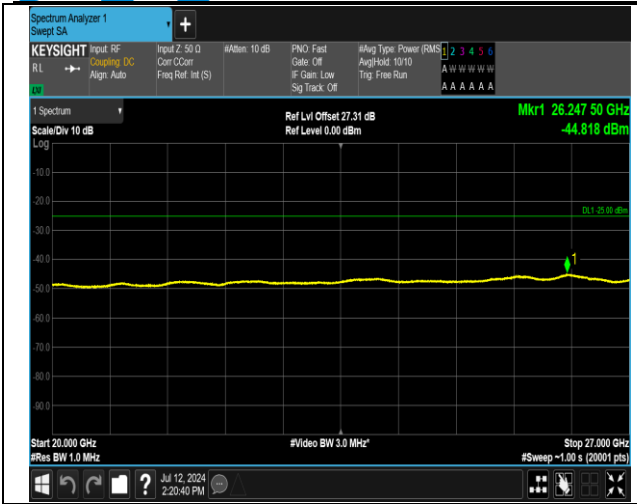 Spectrum Analyzer 1
Swept SA
+
KEYSIGHT
RL
Input: RF
Coupling: DC
Align: Auto
Input Z: 50 Ω
Corr CCorr
Freq Ref: Int (S)
#Atten: 10 dB
PNO: Fast
Gate: Off
IF Gain: Low
Sig Track: Off
#Avg Type: Power (RMS
Avg|Hold: 10/10
Trig: Free Run
1 2 3 4 5 6
A W W W W W
A A A A A A
1 Spectrum
Scale/Div 10 dB
Log
Ref Lvl Offset 27.31 dB
Ref Level 0.00 dBm
Mkr1 26.247 50 GHz
-44.818 dBm
-10.0
-20.0
DL1 -25.00 dBm
-30.0
-40.0
1
-50.0
-60.0
-70.0
-80.0
-90.0
Start 20.000 GHz
#Res BW 1.0 MHz
#Video BW 3.0 MHz*
Stop 27.000 GHz
#Sweep ~1.00 s (20001 pts)
?
Jul 12, 2024
2:20:40 PM